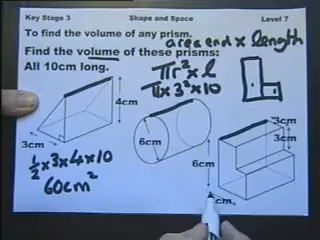 Key Stage 3 Shape and Space Level 7
To find the volume of any prism.
area end x length
Find the volume of these prisms:
All 10cm long.
πr² x l
π x 3² x 10
4cm
3cm
3cm
3cm
6cm
6cm
½ x 3 x 4 x 10
60cm²
cm